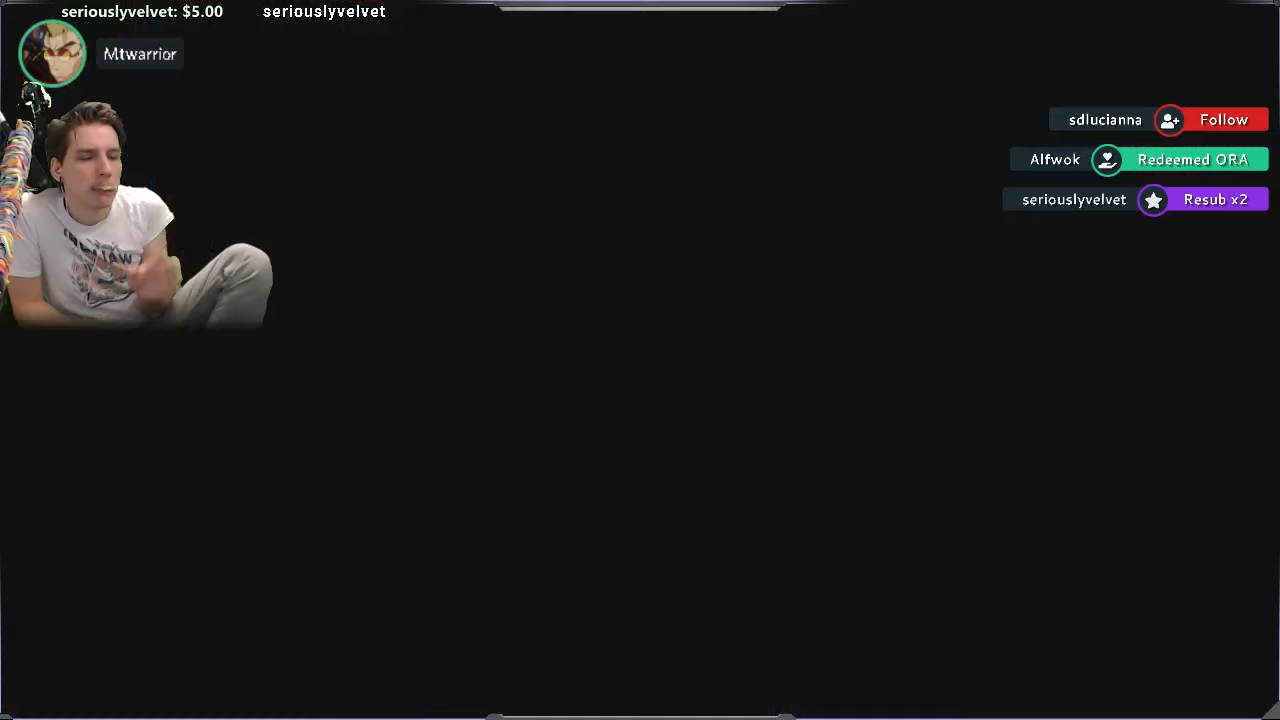 seriouslyvelvet: $5.00 seriouslyvelvet
Mtwarrior
sdlucianna Follow
Alfwok Redeemed ORA
seriouslyvelvet Resub x2